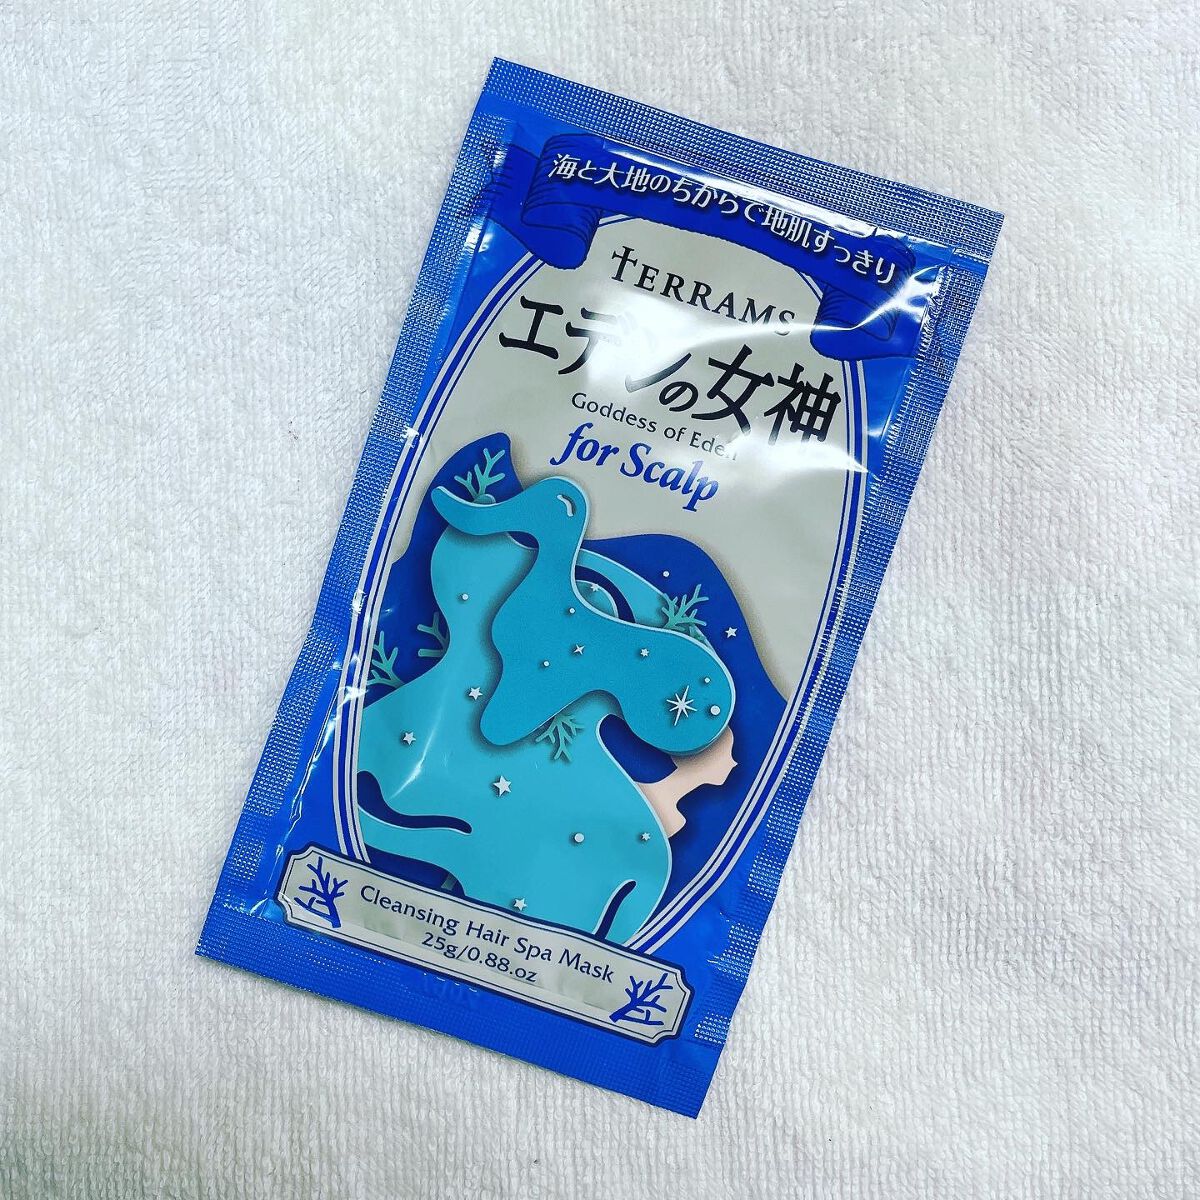 海と大地のちからで地肌すっきり
TERRAMS
エデンの女神
Goddess of Eden
for Scalp
Cleansing Hair Spa Mask
25g/0.88.oz